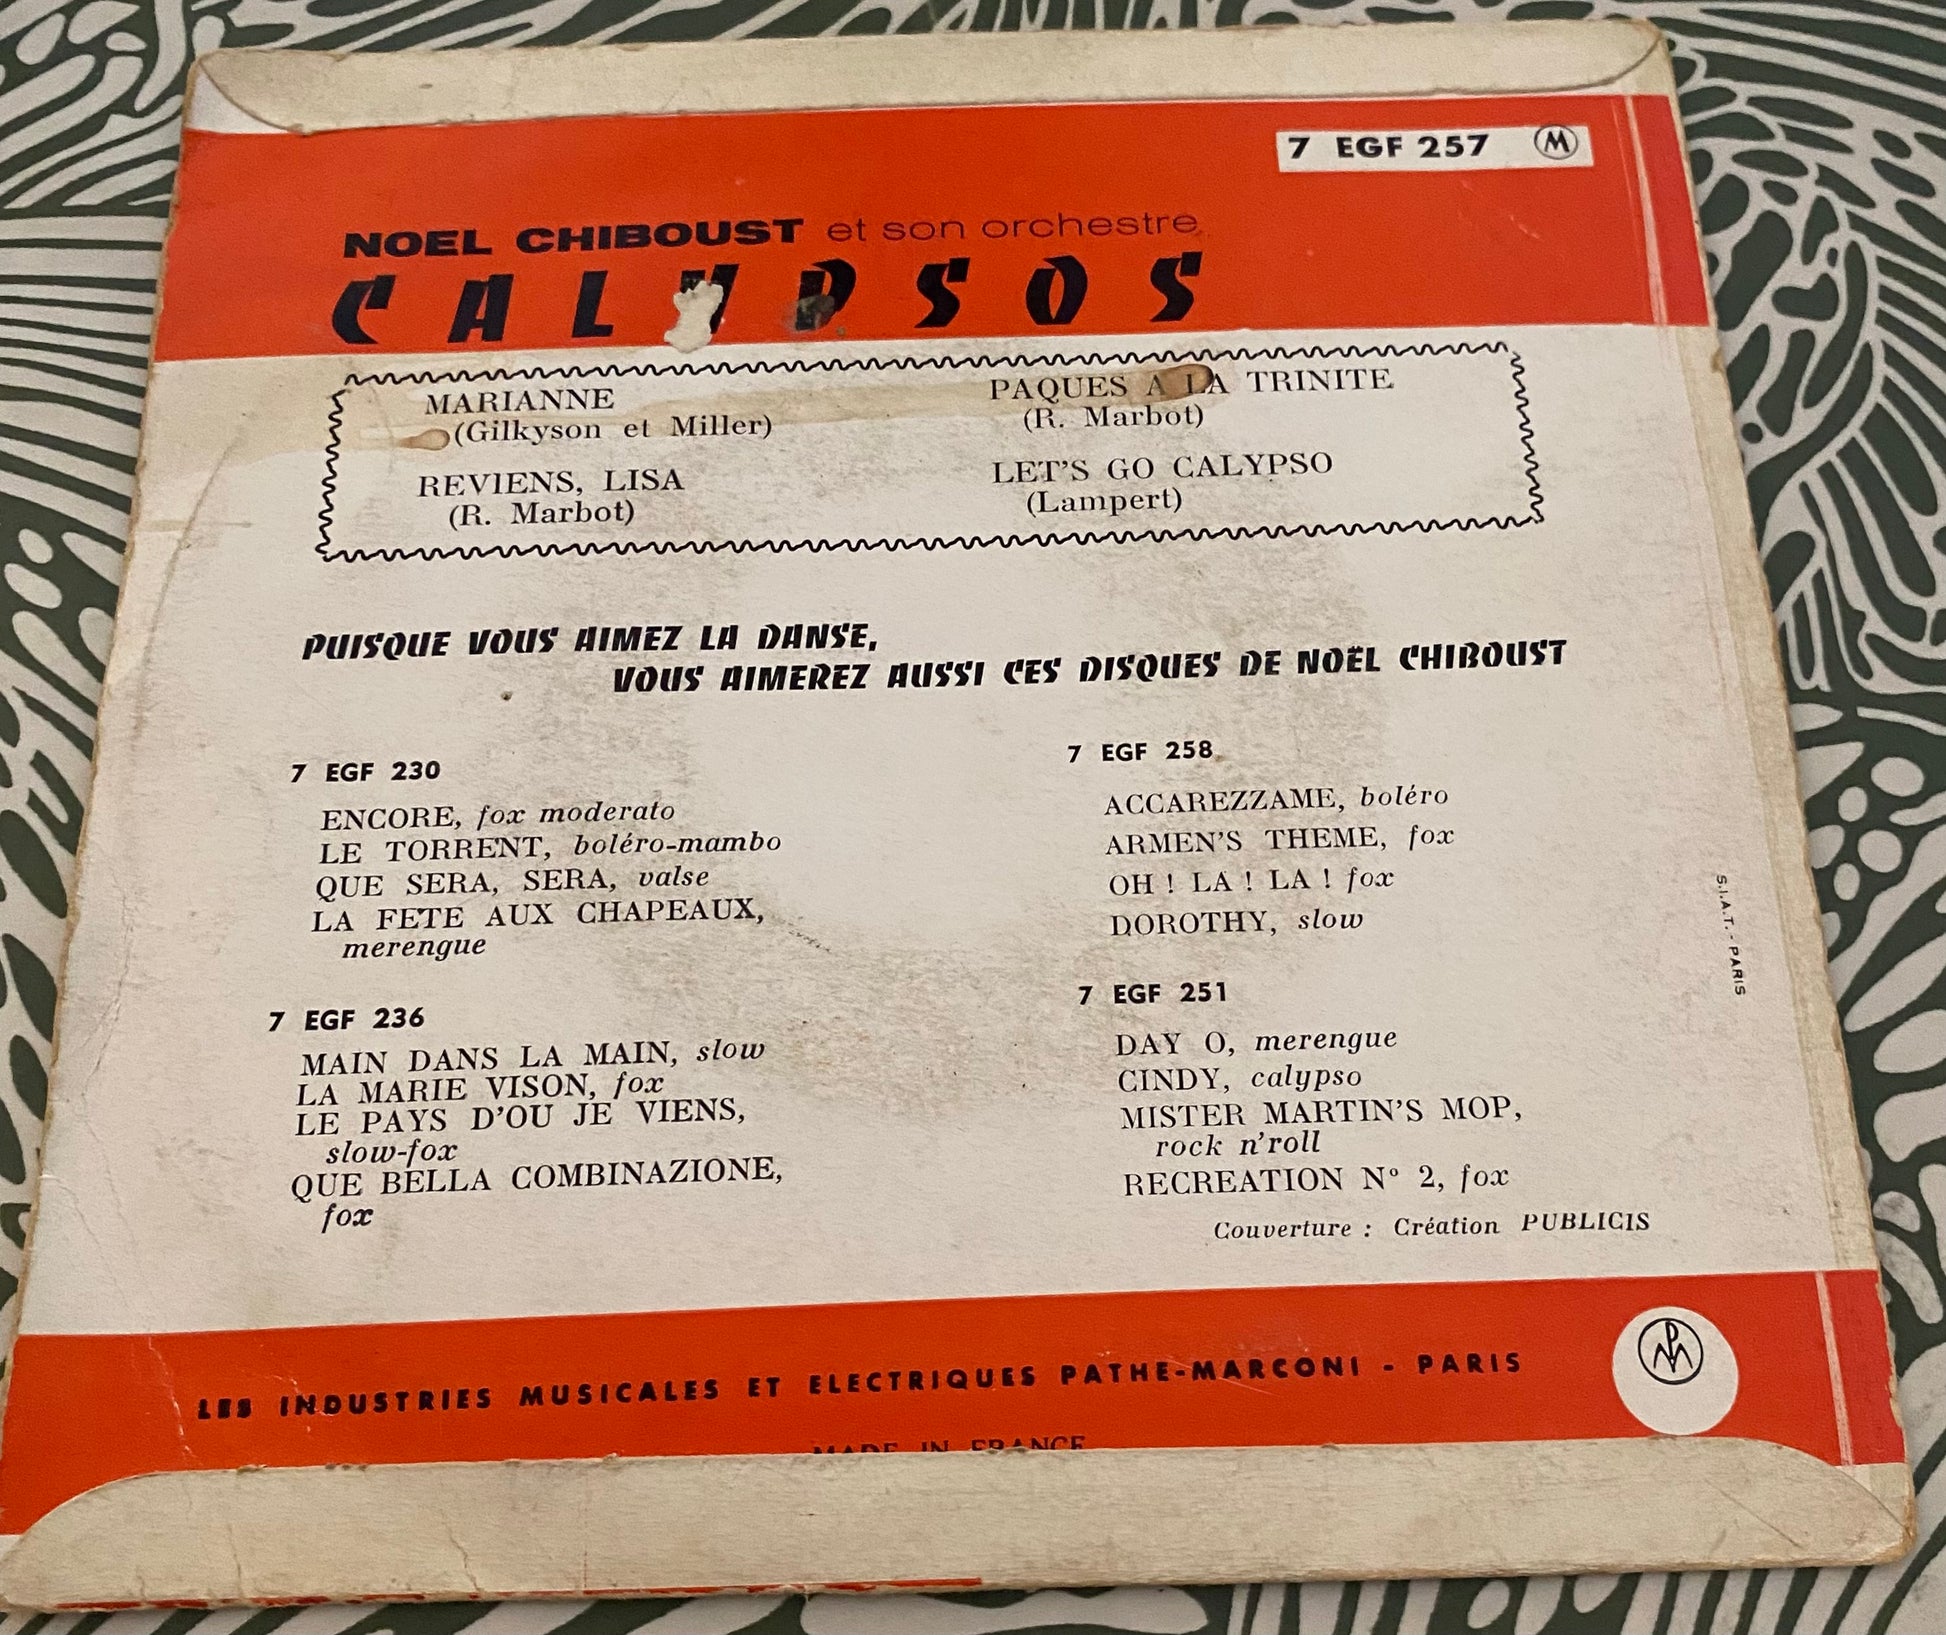 7 EGF 257 M
NOEL CHIBOUST et son orchestre
CALYPSOS
MARIANNE
(Gilkyson et Miller)
REVIENS, LISA
(R. Marbot)
PAQUES A LA TRINITE
(R. Marbot)
LET'S GO CALYPSO
(Lampert)
PUISQUE VOUS AIMEZ LA DANSE,
VOUS AIMEREZ AUSSI CES DISQUES DE NOËL CHIBOUST
7 EGF 230
ENCORE, fox moderato
LE TORRENT, boléro-mambo
QUE SERA, SERA, valse
LA FETE AUX CHAPEAUX,
merengue
7 EGF 236
MAIN DANS LA MAIN, slow
LA MARIE VISON, fox
LE PAYS D'OU JE VIENS,
slow-fox
QUE BELLA COMBINAZIONE,
fox
7 EGF 258
ACCAREZZAME, boléro
ARMEN'S THEME, fox
OH ! LA ! LA ! fox
DOROTHY, slow
7 EGF 251
DAY O, merengue
CINDY, calypso
MISTER MARTIN'S MOP,
rock n'roll
RECREATION N° 2, fox
Couverture : Création PUBLICIS
S.I.A.T. - PARIS
LES INDUSTRIES MUSICALES ET ELECTRIQUES PATHE-MARCONI - PARIS
MADE IN FRANCE